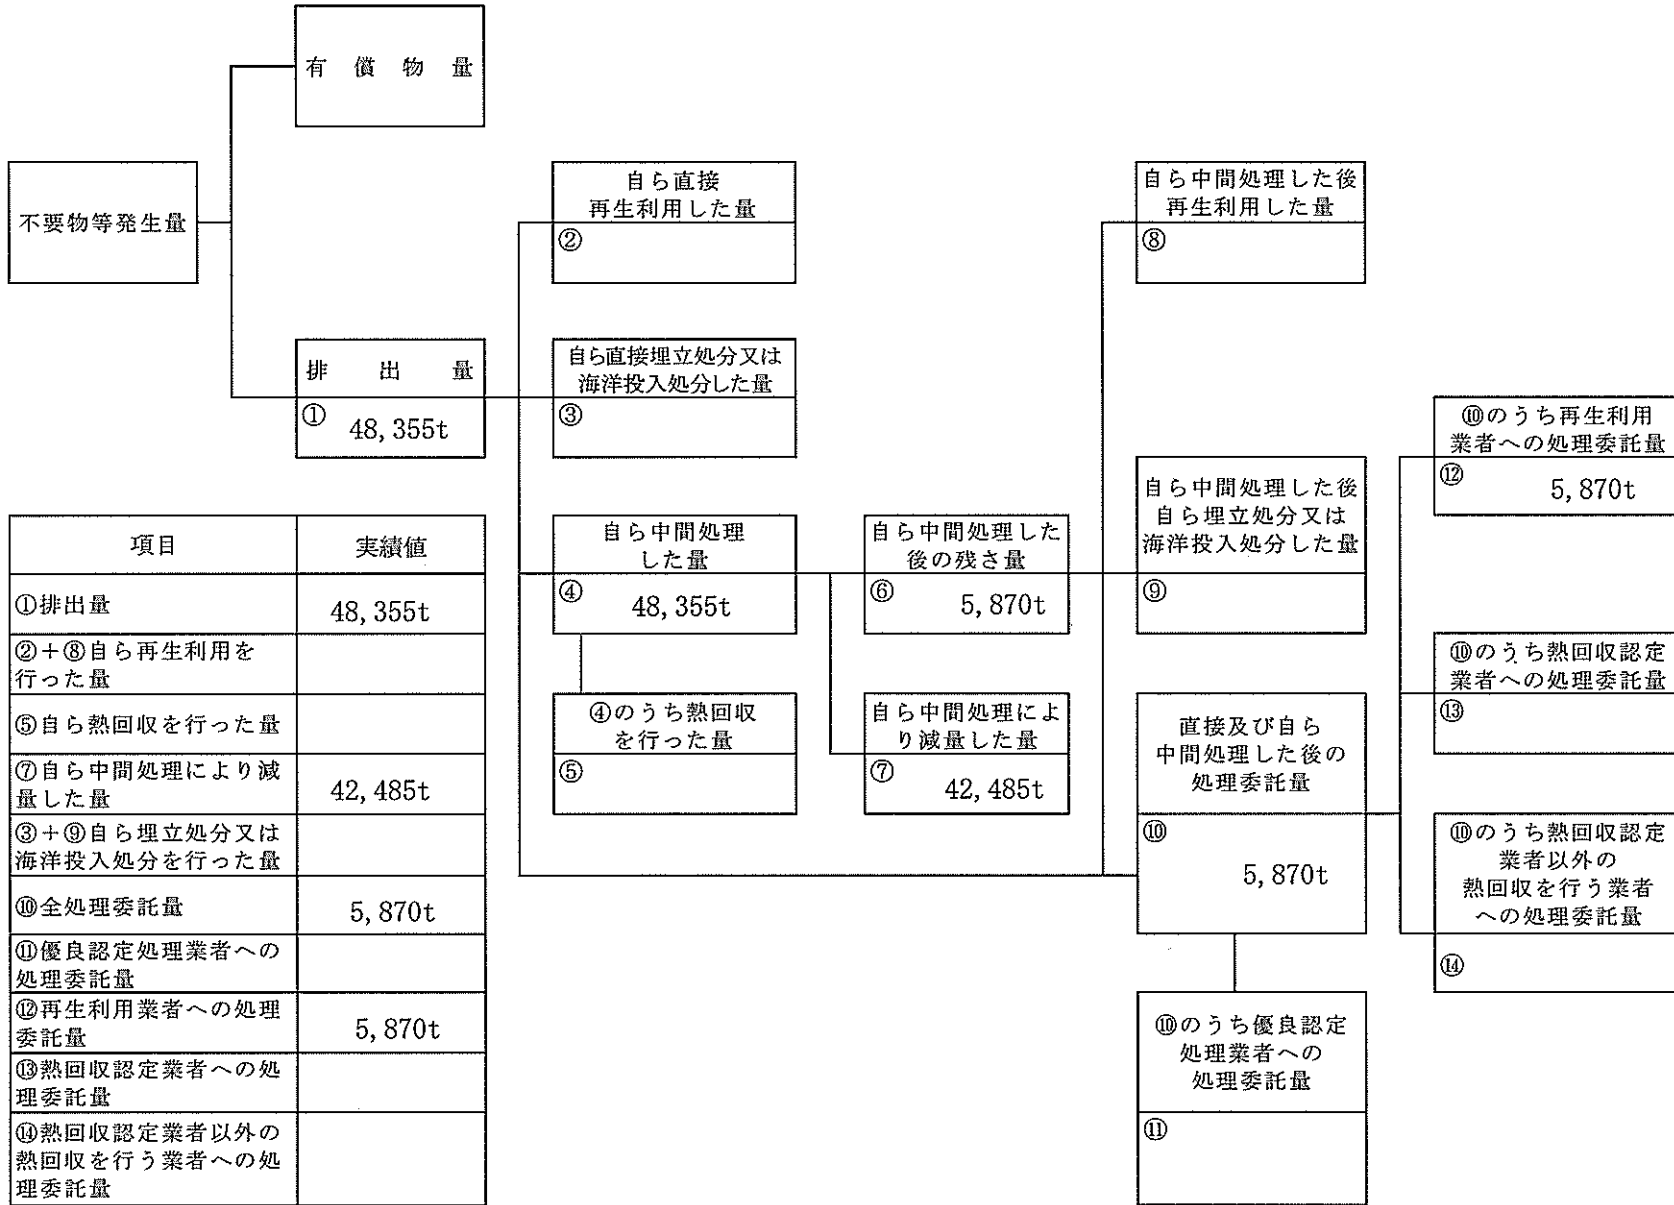 有償物量
不要物等発生量
排出量
① 48,355t
自ら直接
再生利用した量
②
自ら直接埋立処分又は
海洋投入処分した量
③
自ら中間処理
した量
④ 48,355t
④のうち熱回収
を行った量
⑤
自ら中間処理した
後の残さ量
⑥ 5,870t
自ら中間処理によ
り減量した量
⑦ 42,485t
自ら中間処理した後
再生利用した量
⑧
自ら中間処理した後
自ら埋立処分又は
海洋投入処分した量
⑨
直接及び自ら
中間処理した後の
処理委託量
⑩
5,870t
⑩のうち優良認定
処理業者への
処理委託量
⑪
⑩のうち再生利用
業者への処理委託量
⑫ 5,870t
⑩のうち熱回収認定
業者への処理委託量
⑬
⑩のうち熱回収認定
業者以外の
熱回収を行う業者
への処理委託量
⑭
項目 実績値
①排出量 48,355t
②+⑧自ら再生利用を
行った量
⑤自ら熱回収を行った量
⑦自ら中間処理により減
量した量 42,485t
③+⑨自ら埋立処分又は
海洋投入処分を行った量
⑩全処理委託量 5,870t
⑪優良認定処理業者への
処理委託量
⑫再生利用業者への処理
委託量 5,870t
⑬熱回収認定業者への処
理委託量
⑭熱回収認定業者以外の
熱回収を行う業者への処
理委託量